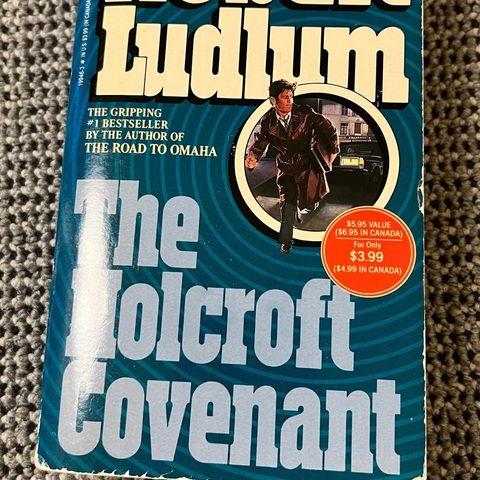 Ludlum
THE GRIPPING
#1 BESTSELLER
BY THE AUTHOR OF
THE ROAD TO OMAHA
$5.95 VALUE
($6.95 IN CANADA)
For Only
$3.99
($4.99 IN CANADA)
The
Holcroft
Covenant